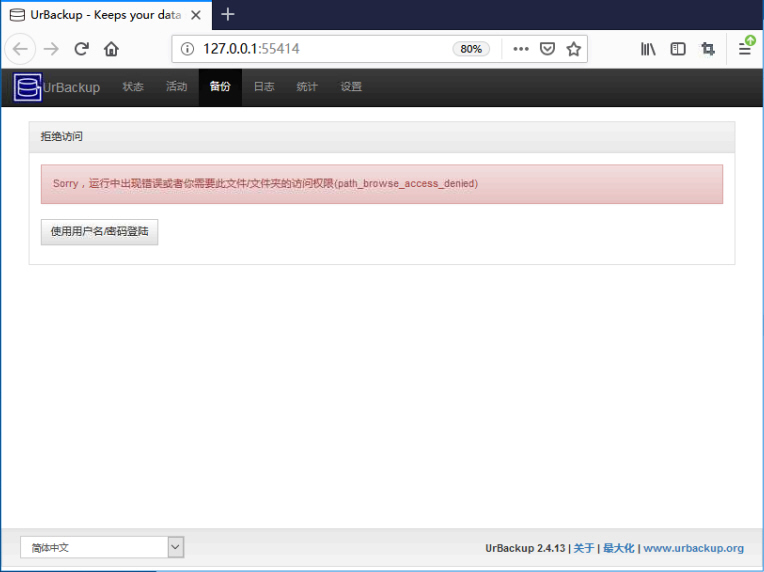 UrBackup - Keeps your data
127.0.0.1:55414
80%
UrBackup 状态 活动 备份 日志 统计 设置
拒绝访问
Sorry，运行中出现错误或者你需要此文件/文件夹的访问权限(path_browse_access_denied)
使用用户名/密码登陆
简体中文
UrBackup 2.4.13 | 关于 | 最大化 | www.urbackup.org